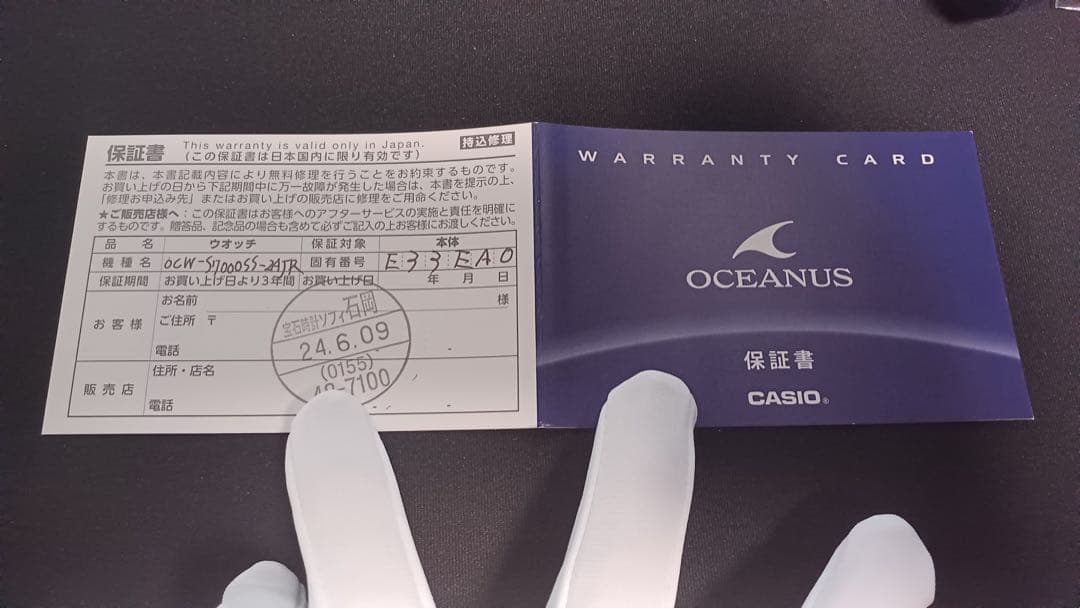 保証書 This warranty is valid only in Japan. 持込修理
(この保証書は日本国内に限り有効です)
本書は、本書記載内容により無料修理を行うことをお約束するものです。
お買い上げの日から下記期間中に万一故障が発生した場合は、本書を提示の上、
「修理お申込み先」またはお買い上げの販売店に修理をご用命ください。
★ご販売店様へ:この保証書はお客様へのアフターサービスの実施と責任を明確に
するものです。贈答品、記念品の場合も含めて必ずご記入の上お客様にお渡しください。
品名 ウオッチ 保証対象 本体
機種名 OCW-S7000SS-2AJR 固有番号 E33EA0
保証期間 お買い上げ日より3年間 お買い上げ日 年 月 日
お客様 お名前 様
ご住所 〒
電話
販売店 住所・店名
電話
宝石時計ソフィ石岡
24.6.09
(0155)
-7100
WARRANTY CARD
OCEANUS
保証書
CASIO®